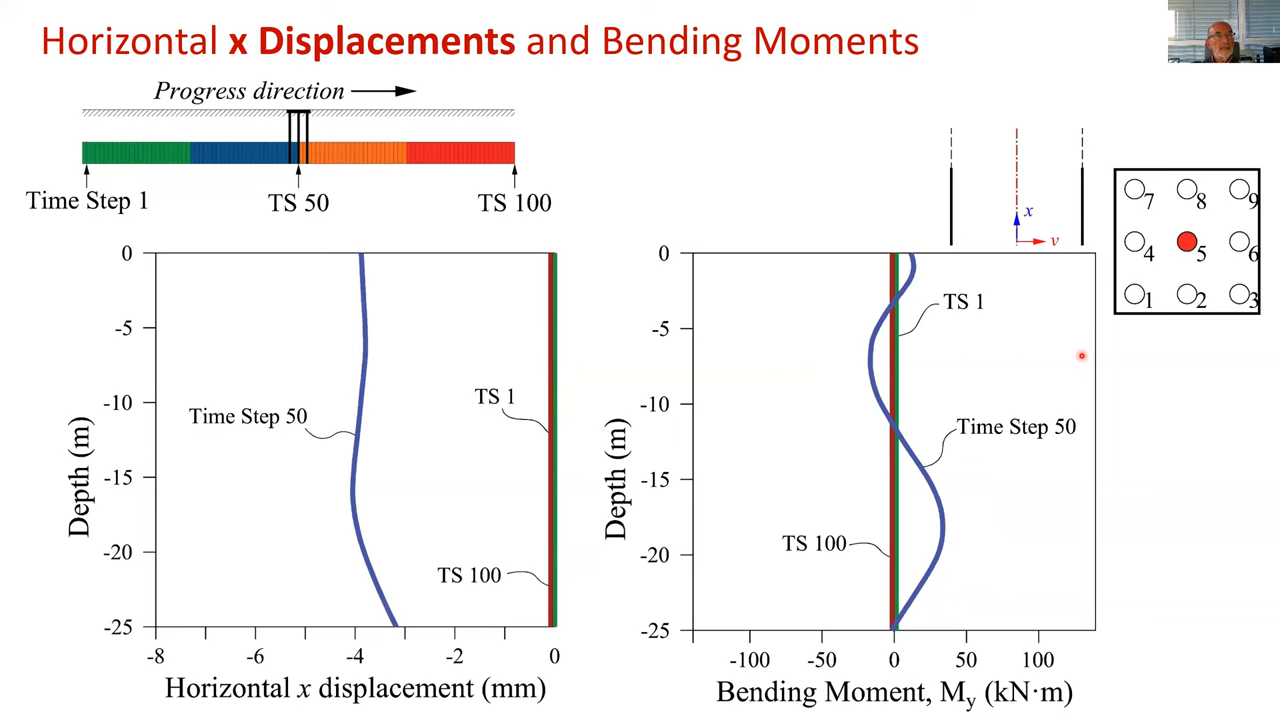 Horizontal x Displacements and Bending Moments
Progress direction
Time Step 1
TS 50
TS 100
x
v
7
8
9
4
5
6
1
2
3
0
-5
-10
-15
-20
-25
Depth (m)
Time Step 50
TS 1
TS 100
-8
-6
-4
-2
0
Horizontal x displacement (mm)
0
-5
-10
-15
-20
-25
Depth (m)
TS 1
Time Step 50
TS 100
-100
-50
0
50
100
Bending Moment, My (kN·m)